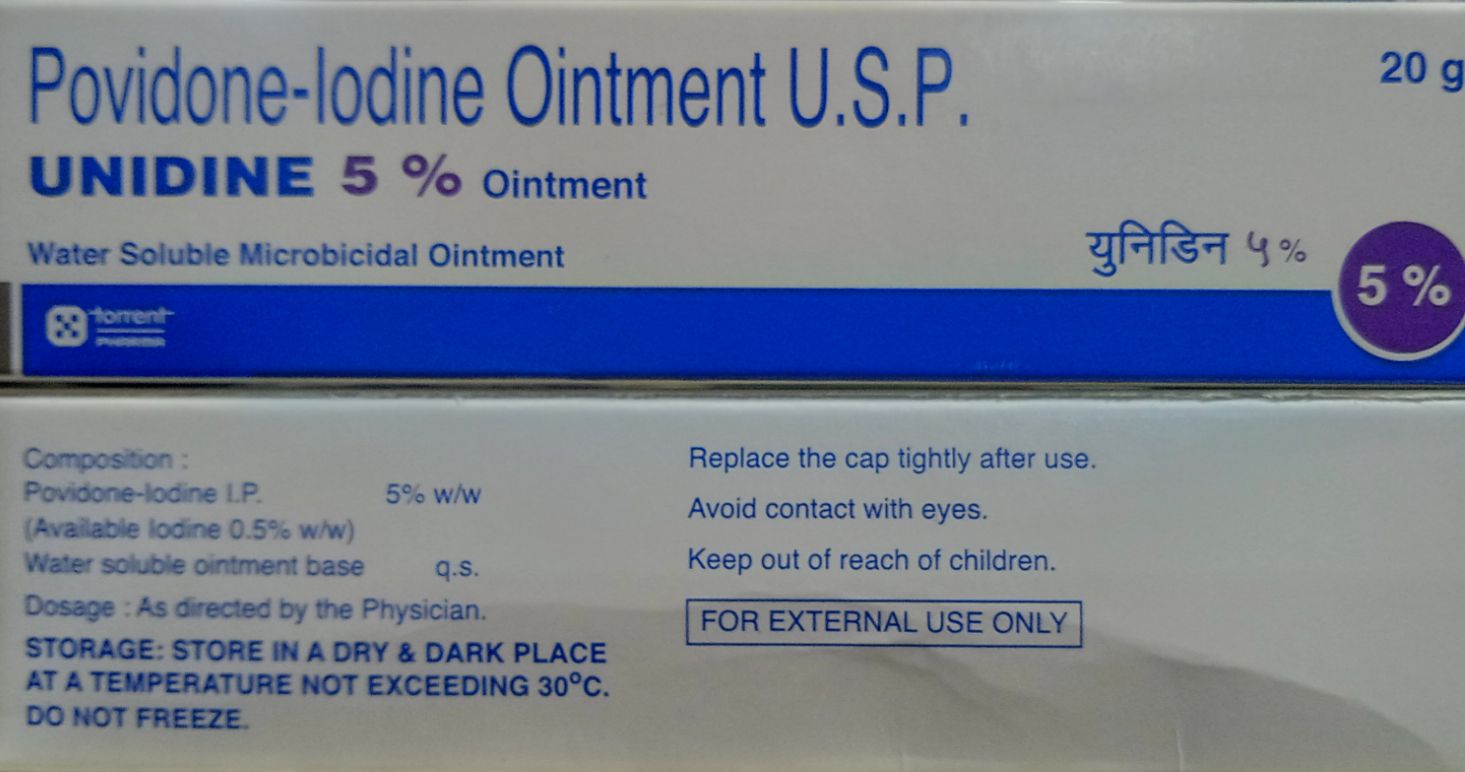 Povidone-Iodine Ointment U.S.P.
20 g
UNIDINE 5 % Ointment
Water Soluble Microbicidal Ointment
युनिडिन ५%
5 %
torrent
PHARMA
Composition :
Povidone-Iodine I.P. 5% w/w
(Available Iodine 0.5% w/w)
Water soluble ointment base q.s.
Dosage : As directed by the Physician.
STORAGE: STORE IN A DRY & DARK PLACE
AT A TEMPERATURE NOT EXCEEDING 30°C.
DO NOT FREEZE.
Replace the cap tightly after use.
Avoid contact with eyes.
Keep out of reach of children.
FOR EXTERNAL USE ONLY